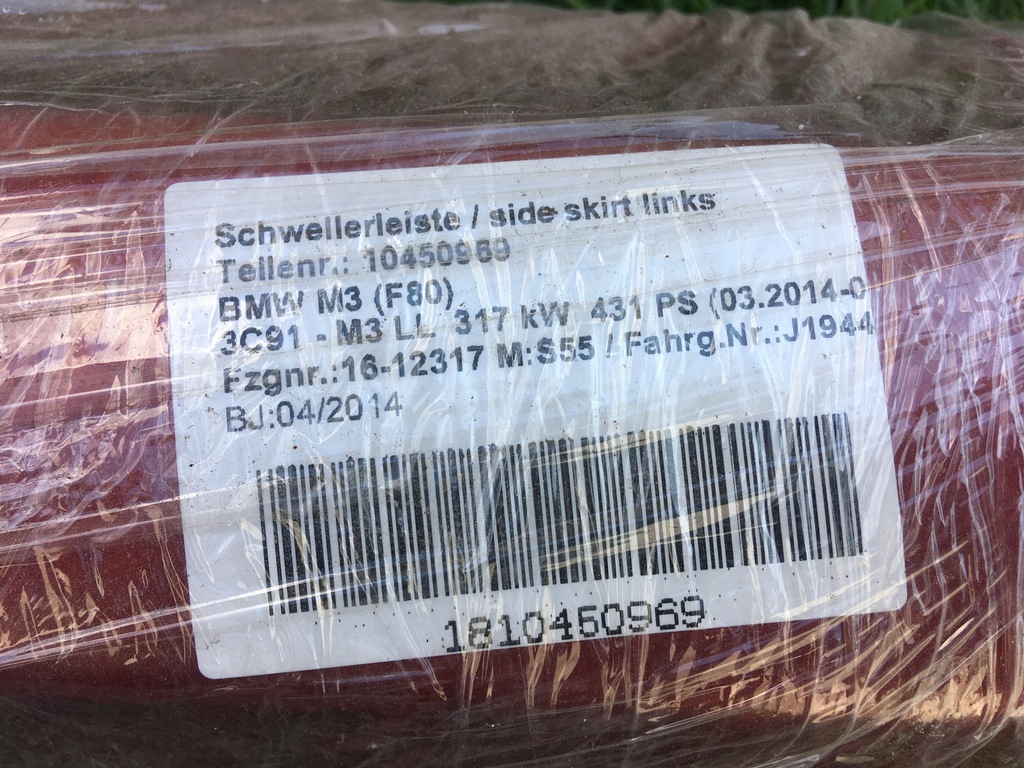 Schwellerleiste / side skirt links
Teilenr.: 10450969
BMW M3 (F80)
3C91 - M3 LL 317 kW 431 PS (03.2014-0
Fzgnr.:16-12317 M:S55 / Fahrg.Nr.:J1944
BJ:04/2014
1810450969